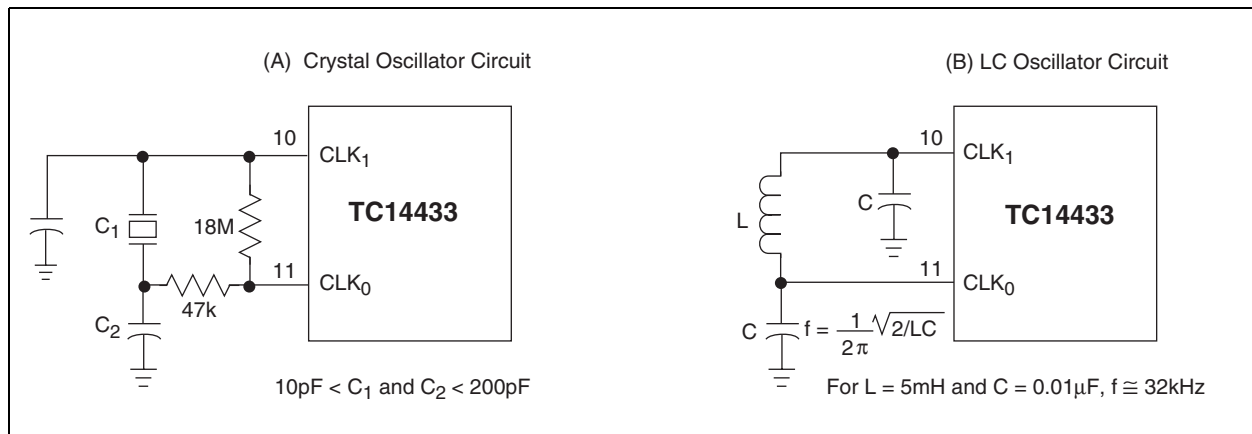 (A) Crystal Oscillator Circuit
10
CLK₁
TC14433
C₁
18M
11
CLK₀
47k
C₂
10pF < C₁ and C₂ < 200pF
(B) LC Oscillator Circuit
10
CLK₁
C
TC14433
L
11
CLK₀
C
f = 1/2π √2/LC
For L = 5mH and C = 0.01µF, f ≅ 32kHz